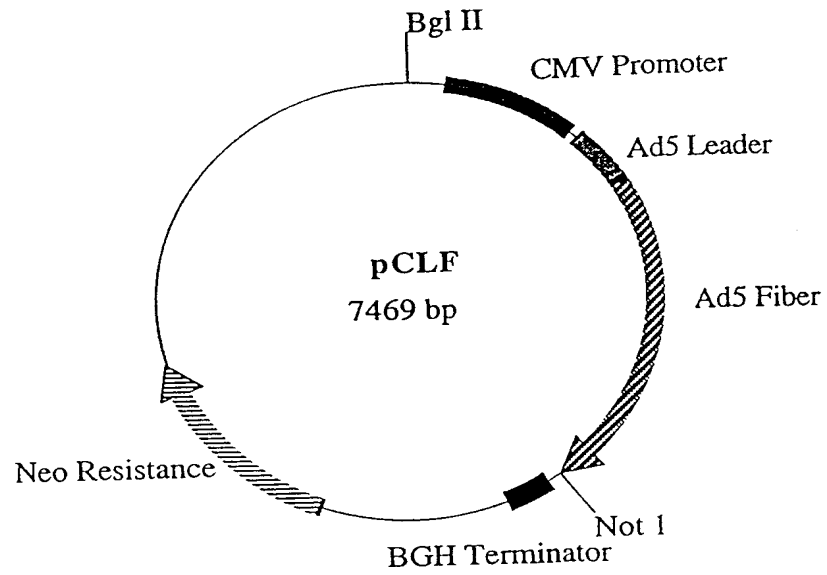 Bgl II
CMV Promoter
Ad5 Leader
pCLF
7469 bp
Ad5 Fiber
Neo Resistance
Not 1
BGH Terminator